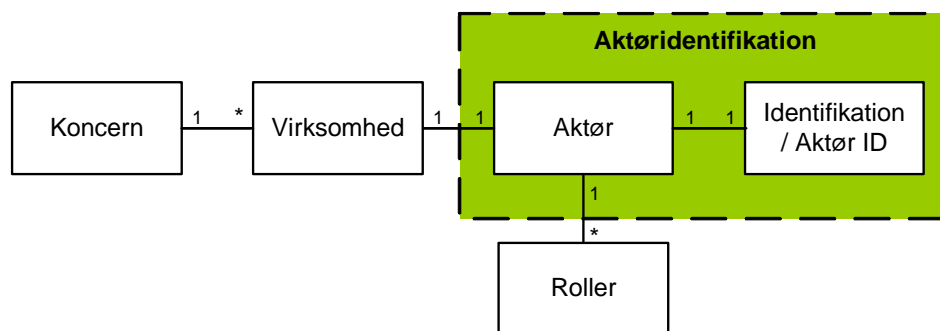 Aktøridentifikation
Koncern
1
*
Virksomhed
1
1
Aktør
1
1
Identifikation
/ Aktør ID
1
*
Roller